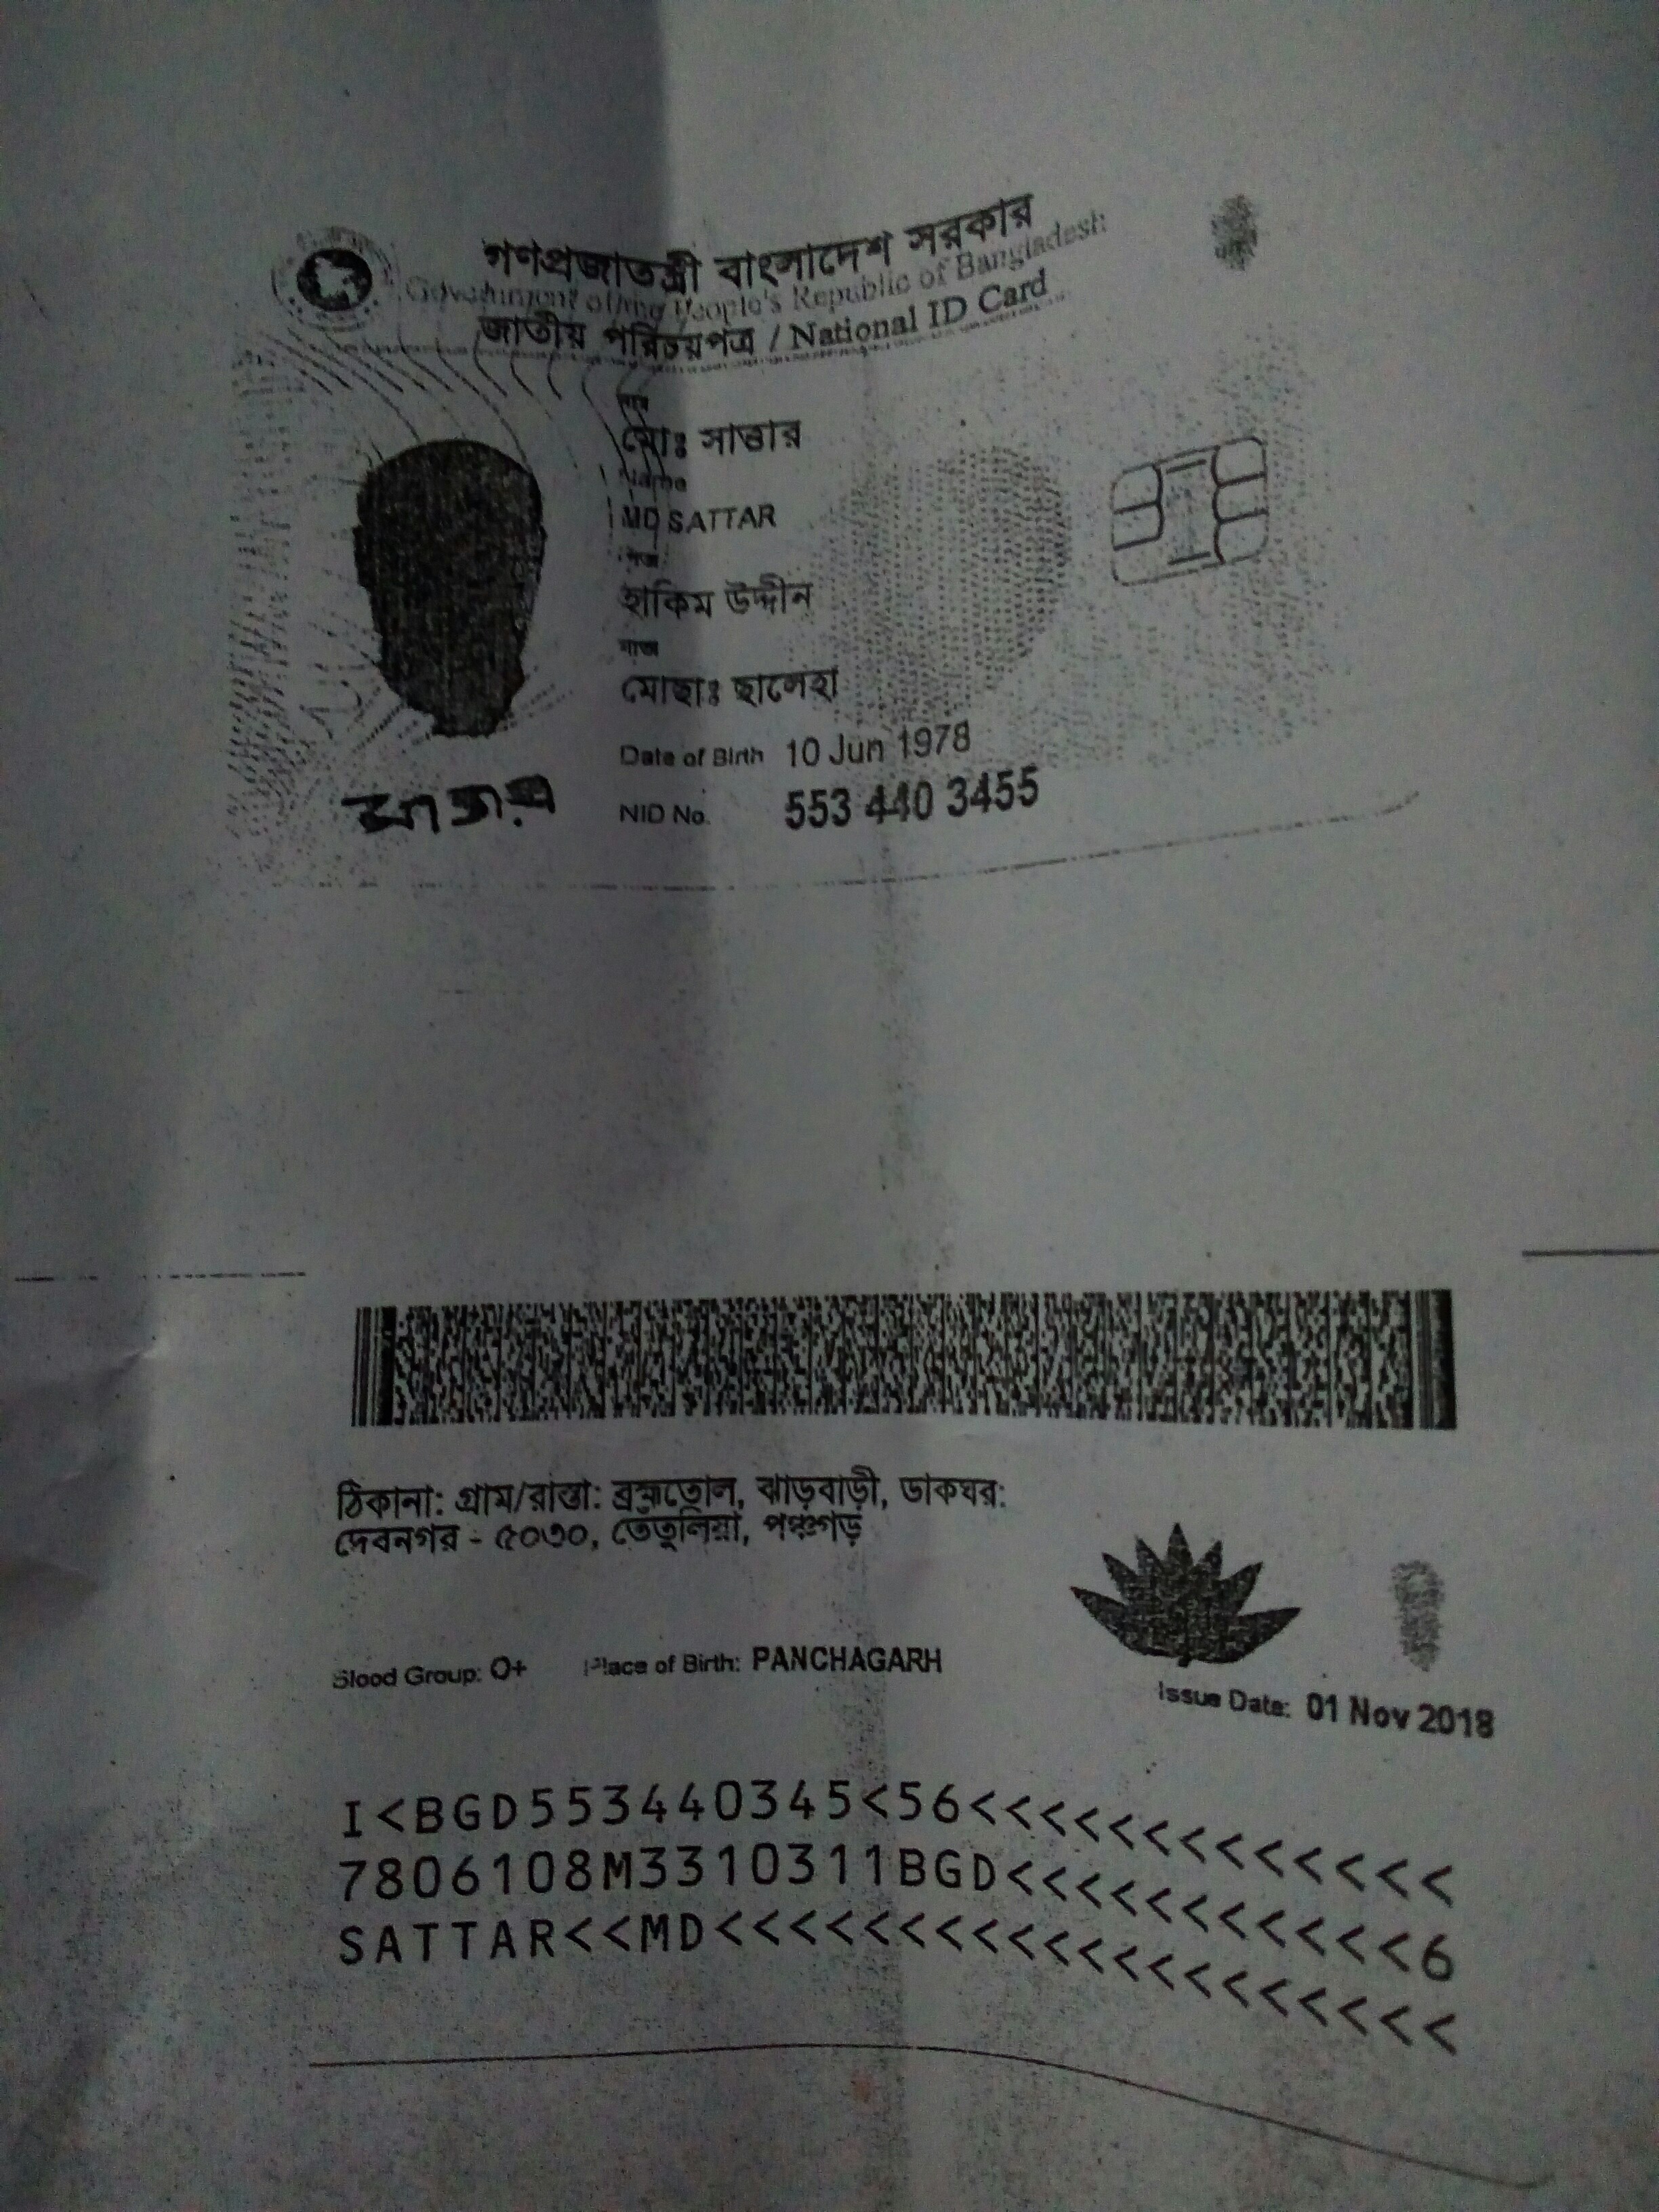 গণপ্রজাতন্ত্রী বাংলাদেশ সরকার
Government of the People's Republic of Bangladesh
জাতীয় পরিচয়পত্র / National ID Card
নাম
মোঃ সাত্তার
Name
MD SATTAR
পিতা
হাকিম উদ্দীন
মাতা
মোছাঃ ছালেহা
Date of Birth 10 Jun 1978
NID No. 553 440 3455
ঠিকানা: গ্রাম/রাস্তা: ব্রহ্মতোল, ঝাড়বাড়ী, ডাকঘর:
দেবনগর - ৫০৩০, তেঁতুলিয়া, পঞ্চগড়
Blood Group: O+ Place of Birth: PANCHAGARH
Issue Date: 01 Nov 2018
I<BGD553440345<56<<<<<<<<<<<<<<
7806108M3310311BGD<<<<<<<<<<<<6
SATTAR<<MD<<<<<<<<<<<<<<<<<<<<<